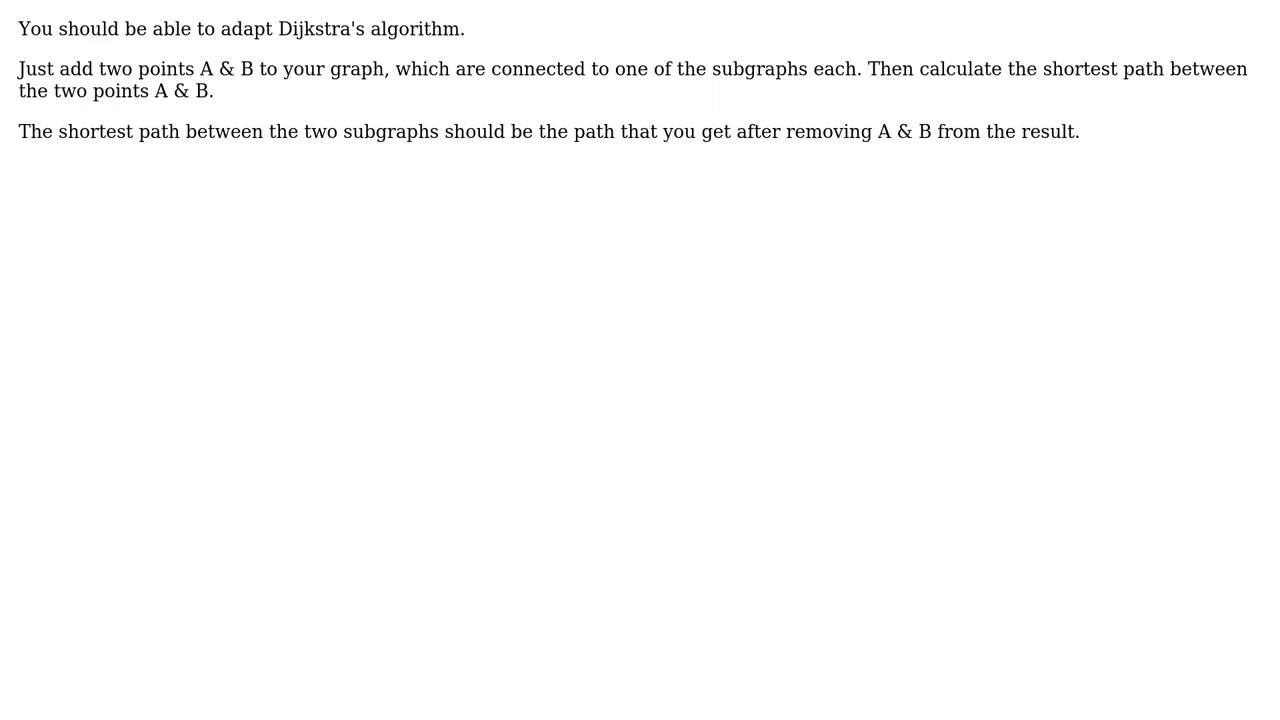 You should be able to adapt Dijkstra's algorithm.
Just add two points A & B to your graph, which are connected to one of the subgraphs each. Then calculate the shortest path between
the two points A & B.
The shortest path between the two subgraphs should be the path that you get after removing A & B from the result.